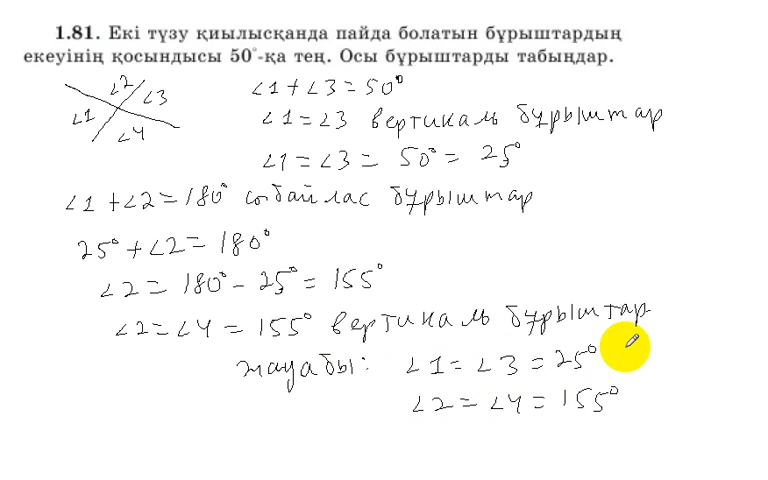 1.81. Екі түзу қиылысқанда пайда болатын бұрыштардың
екеуінің қосындысы 50°-қа тең. Осы бұрыштарды табыңдар.
∠2
∠3
∠1
∠4
∠1+∠3=50°
∠1=∠3 вертикаль бұрыштар
∠1=∠3= 50°= 25°
∠1+∠2=180° сыбайлас бұрыштар
25°+∠2=180°
∠2= 180°-25°= 155°
∠2=∠4=155° вертикаль бұрыштар
жауабы: ∠1=∠3=25°
∠2=∠4=155°